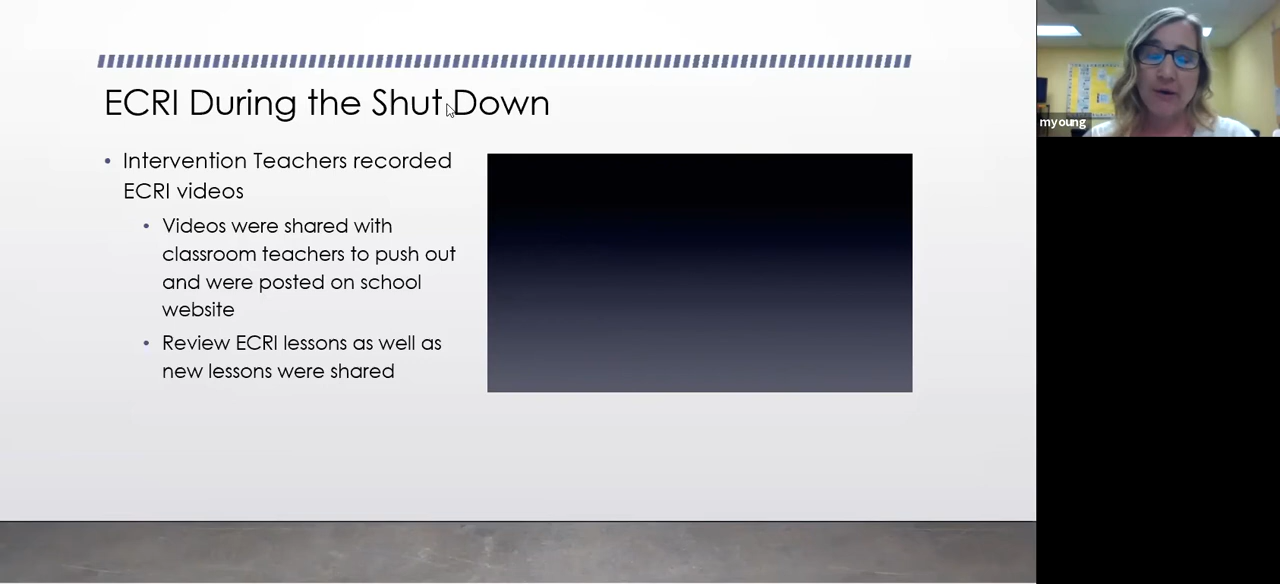 ECRI During the Shut Down
• Intervention Teachers recorded
ECRI videos
• Videos were shared with
classroom teachers to push out
and were posted on school
website
• Review ECRI lessons as well as
new lessons were shared
myoung